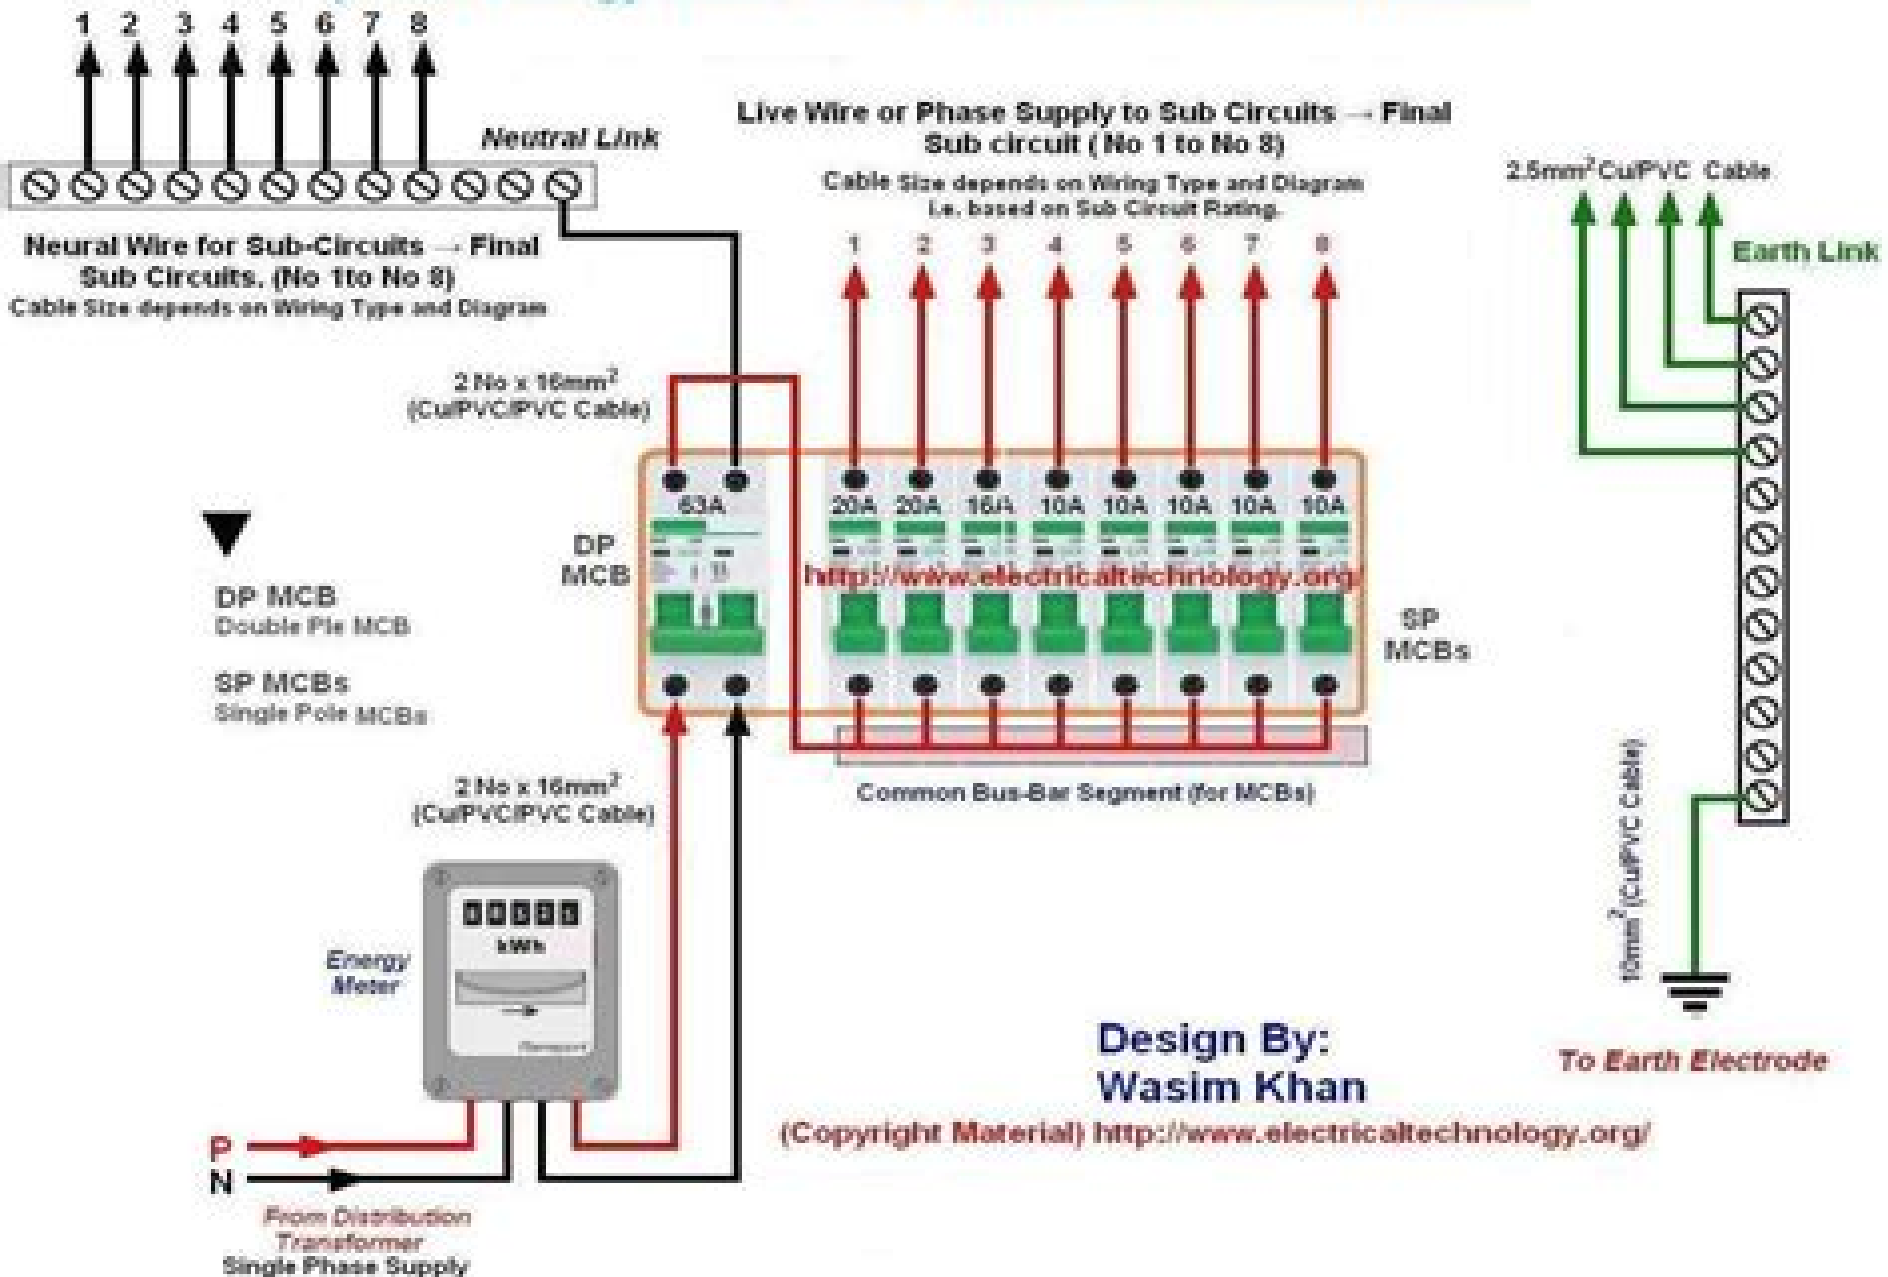 1 2 3 4 5 6 7 8
Neutral Link
Neural Wire for Sub-Circuits → Final
Sub Circuits. (No 1to No 8)
Cable Size depends on Wiring Type and Diagram
Live Wire or Phase Supply to Sub Circuits → Final
Sub circuit ( No 1 to No 8)
Cable Size depends on Wiring Type and Diagram
i.e. based on Sub Circuit Rating.
1 2 3 4 5 6 7 8
2.5mm² Cu/PVC Cable
Earth Link
2 No x 16mm²
(Cu/PVC/PVC Cable)
63A
20A 20A 16A 10A 10A 10A 10A 10A
DP
MCB
http://www.electricaltechnology.org/
SP
MCBs
DP MCB
Double Ple MCB
SP MCBs
Single Pole MCBs
Common Bus-Bar Segment (for MCBs)
2 No x 16mm²
(Cu/PVC/PVC Cable)
Energy
Meter
kWh
10mm² (Cu/PVC Cable)
To Earth Electrode
Design By:
Wasim Khan
(Copyright Material) http://www.electricaltechnology.org/
P
N
From Distribution
Transformer
Single Phase Supply